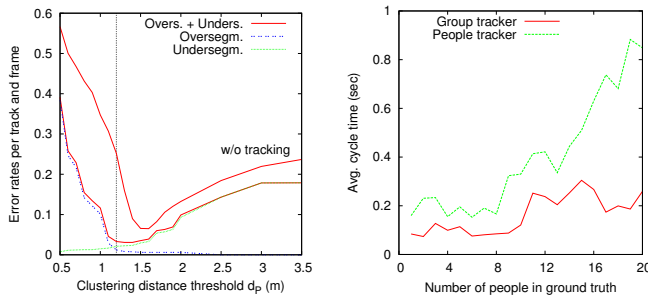 Error rates per track and frame
0.6
0.5
0.4
0.3
0.2
0.1
0
Overs. + Unders.
Oversegm.
Undersegm.
w/o tracking
0.5 1 1.5 2 2.5 3 3.5
Clustering distance threshold dP (m)
Avg. cycle time (sec)
1
0.8
0.6
0.4
0.2
0
Group tracker
People tracker
0 4 8 12 16 20
Number of people in ground truth